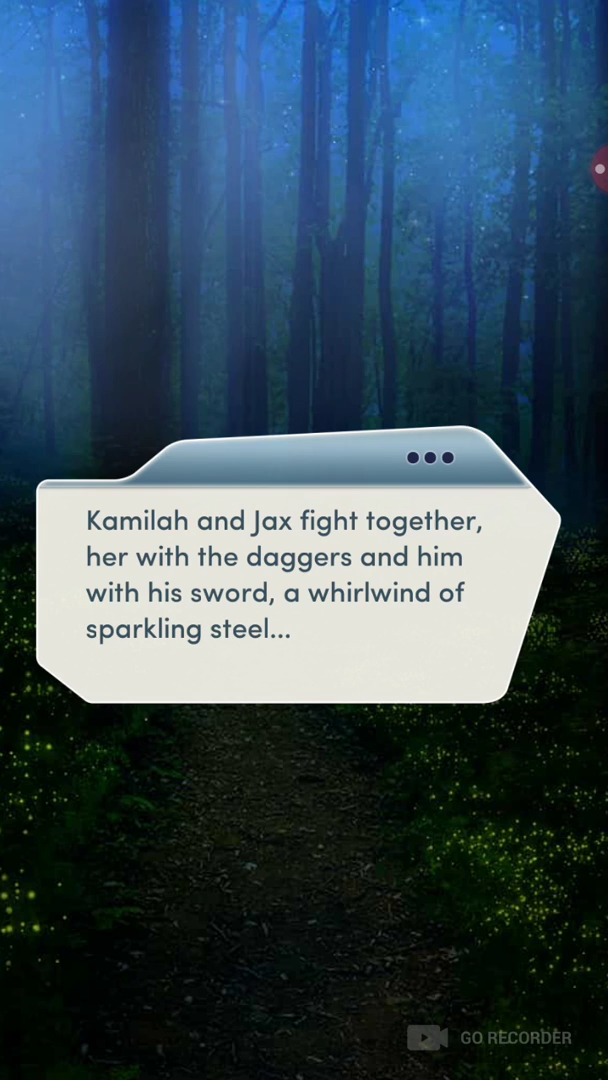 Kamilah and Jax fight together,
her with the daggers and him
with his sword, a whirlwind of
sparkling steel...
GO RECORDER